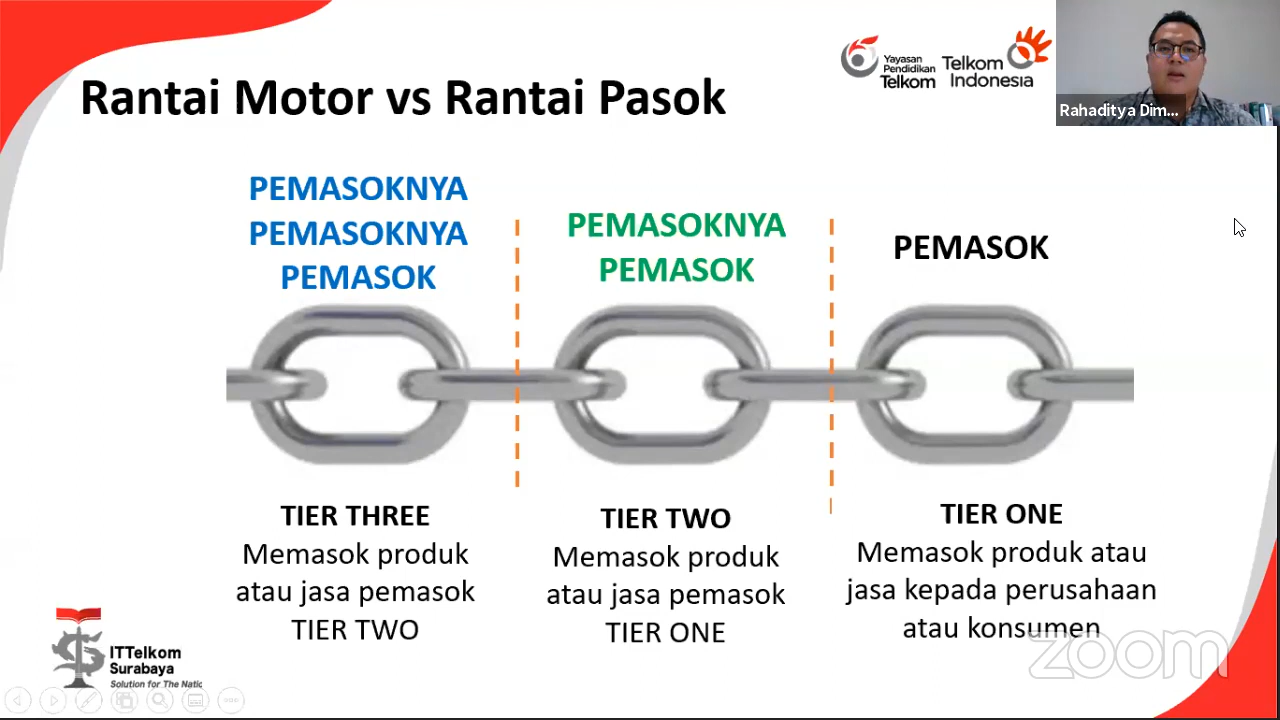 Rantai Motor vs Rantai Pasok
Yayasan
Pendidikan
Telkom
Telkom
Indonesia
Rahaditya Dim...
PEMASOKNYA
PEMASOKNYA
PEMASOK
PEMASOKNYA
PEMASOK
PEMASOK
TIER THREE
Memasok produk
atau jasa pemasok
TIER TWO
TIER TWO
Memasok produk
atau jasa pemasok
TIER ONE
TIER ONE
Memasok produk atau
jasa kepada perusahaan
atau konsumen
zoom
ITTelkom
Surabaya
Solution for The Natic